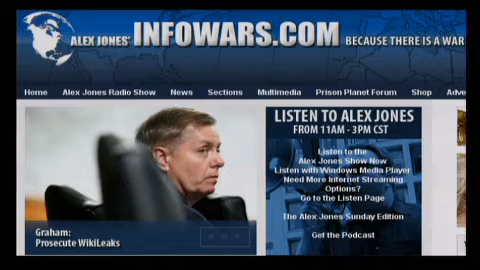 ALEX JONES' INFOWARS.COM BECAUSE THERE IS A WAR
Home Alex Jones Radio Show News Sections Multimedia Prison Planet Forum Shop Adve
LISTEN TO ALEX JONES
FROM 11AM - 3PM CST
Listen to the
Alex Jones Show Now
Listen with Windows Media Player
Need More Internet Streaming
Options?
Go to the Listen Page
The Alex Jones Sunday Edition
Get the Podcast
Graham:
Prosecute WikiLeaks